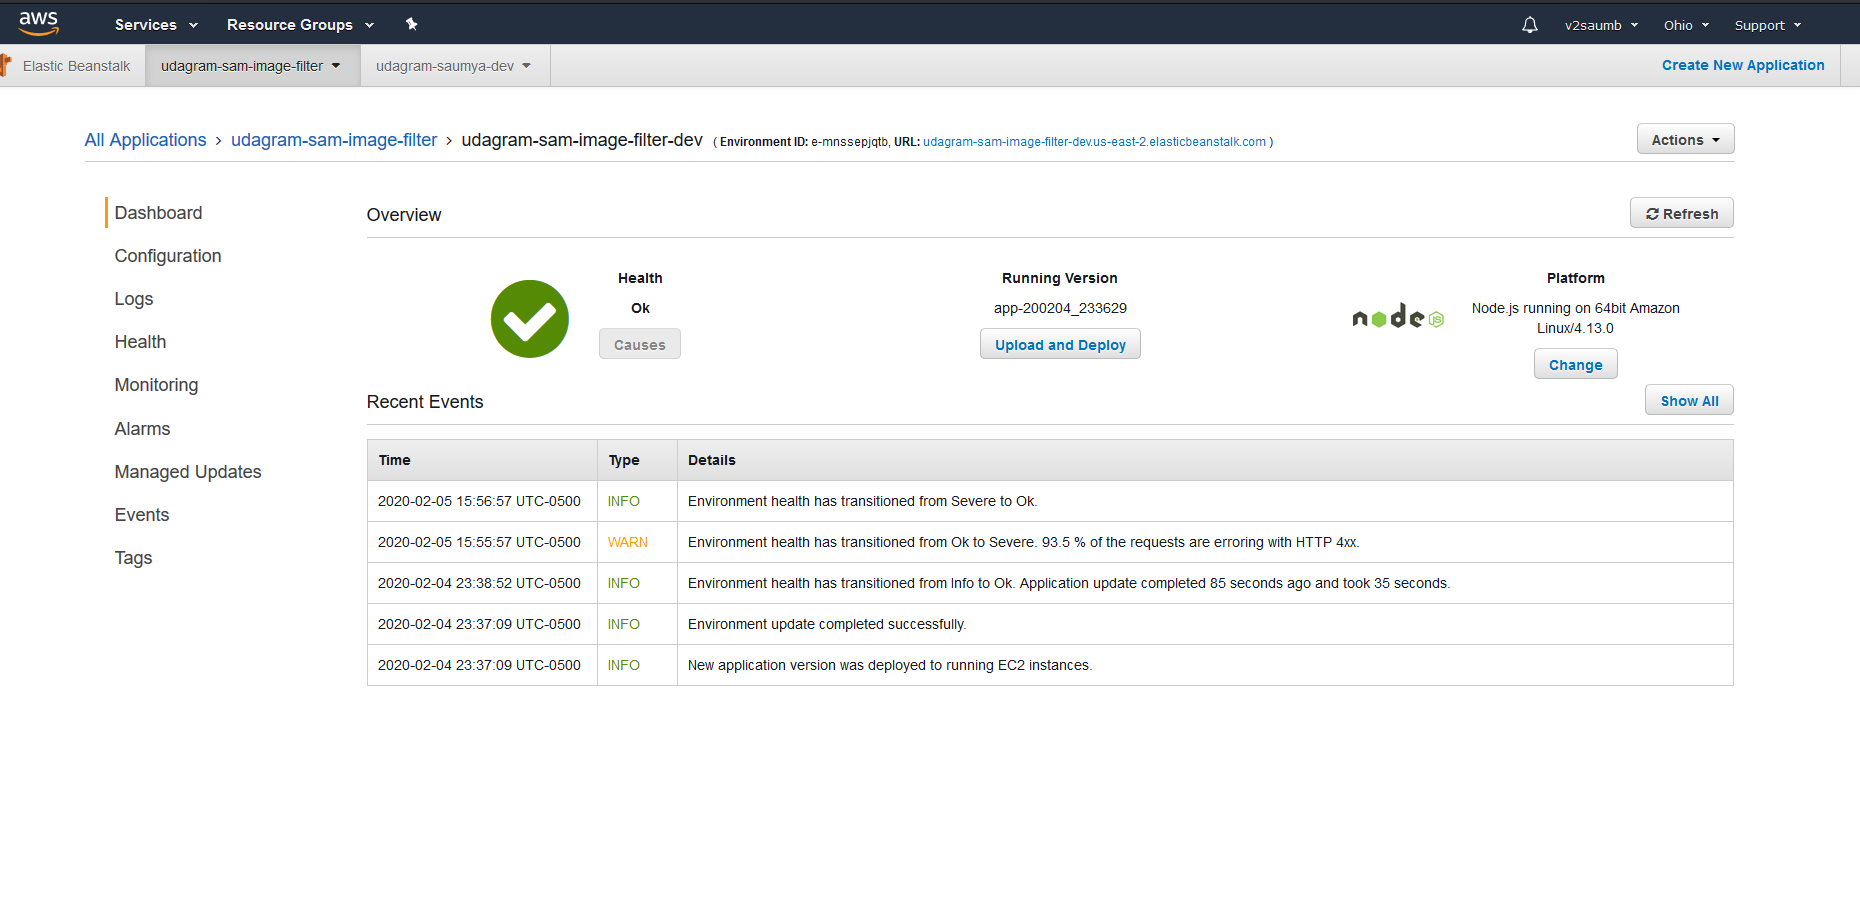 aws Services Resource Groups v2saumb Ohio Support
Elastic Beanstalk udagram-sam-image-filter udagram-saumya-dev Create New Application
All Applications › udagram-sam-image-filter › udagram-sam-image-filter-dev ( Environment ID: e-mnssepjqtb, URL: udagram-sam-image-filter-dev.us-east-2.elasticbeanstalk.com ) Actions
Dashboard
Configuration
Logs
Health
Monitoring
Alarms
Managed Updates
Events
Tags
Overview Refresh
Health
Ok
Causes
Running Version
app-200204_233629
Upload and Deploy
node JS
Platform
Node.js running on 64bit Amazon
Linux/4.13.0
Change
Recent Events Show All
Time Type Details
2020-02-05 15:56:57 UTC-0500 INFO Environment health has transitioned from Severe to Ok.
2020-02-05 15:55:57 UTC-0500 WARN Environment health has transitioned from Ok to Severe. 93.5 % of the requests are erroring with HTTP 4xx.
2020-02-04 23:38:52 UTC-0500 INFO Environment health has transitioned from Info to Ok. Application update completed 85 seconds ago and took 35 seconds.
2020-02-04 23:37:09 UTC-0500 INFO Environment update completed successfully.
2020-02-04 23:37:09 UTC-0500 INFO New application version was deployed to running EC2 instances.